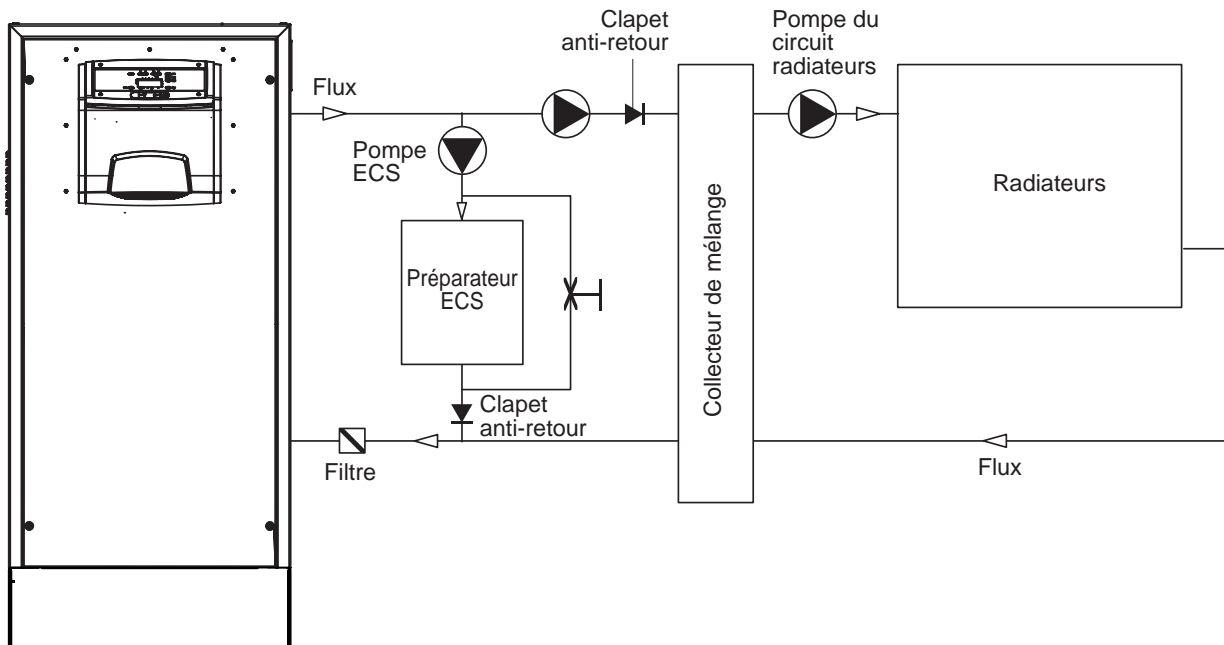 Clapet
anti-retour
Pompe du
circuit
radiateurs
Flux
Pompe
ECS
Radiateurs
Préparateur
ECS
Collecteur de mélange
Clapet
anti-retour
Filtre
Flux